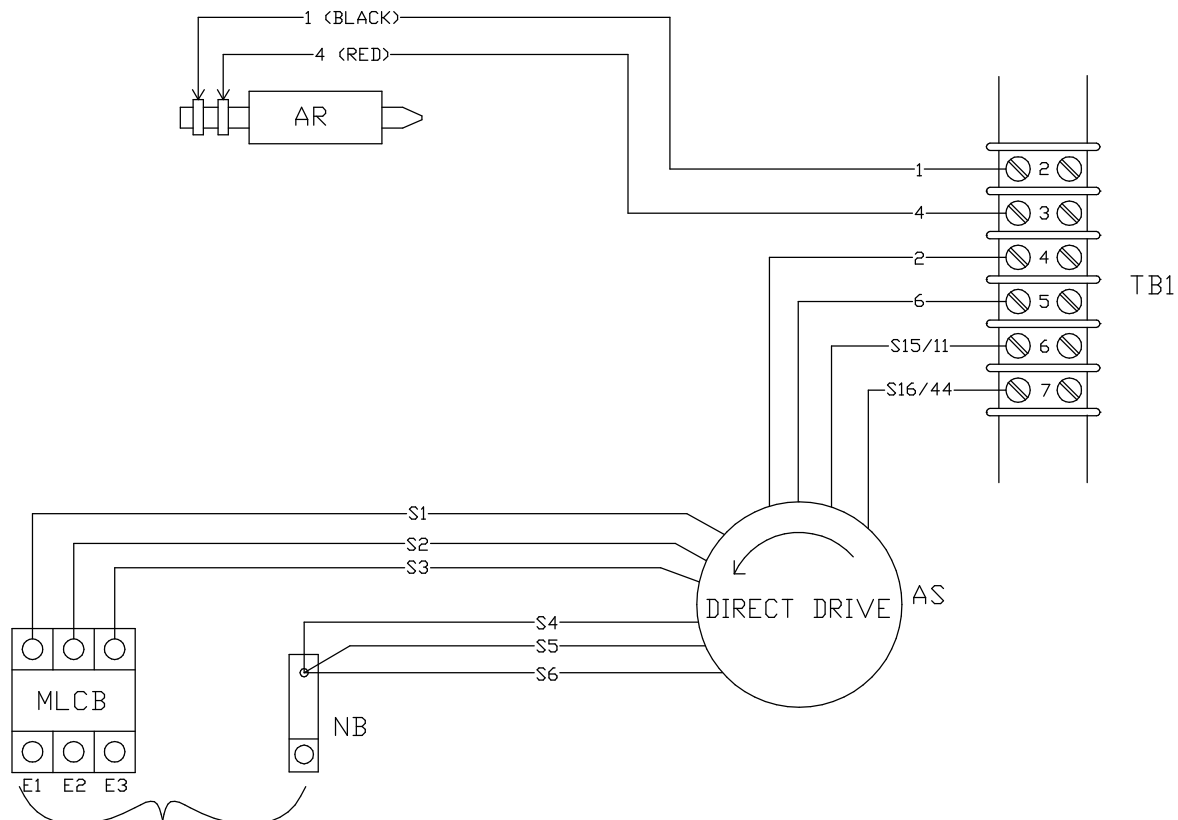 1 (BLACK)
4 (RED)
AR
1
2
4
3
2
4
TB1
6
5
S15/11
6
S16/44
7
S1
S2
S3
AS
DIRECT DRIVE
S4
S5
S6
MLCB
NB
E1 E2 E3